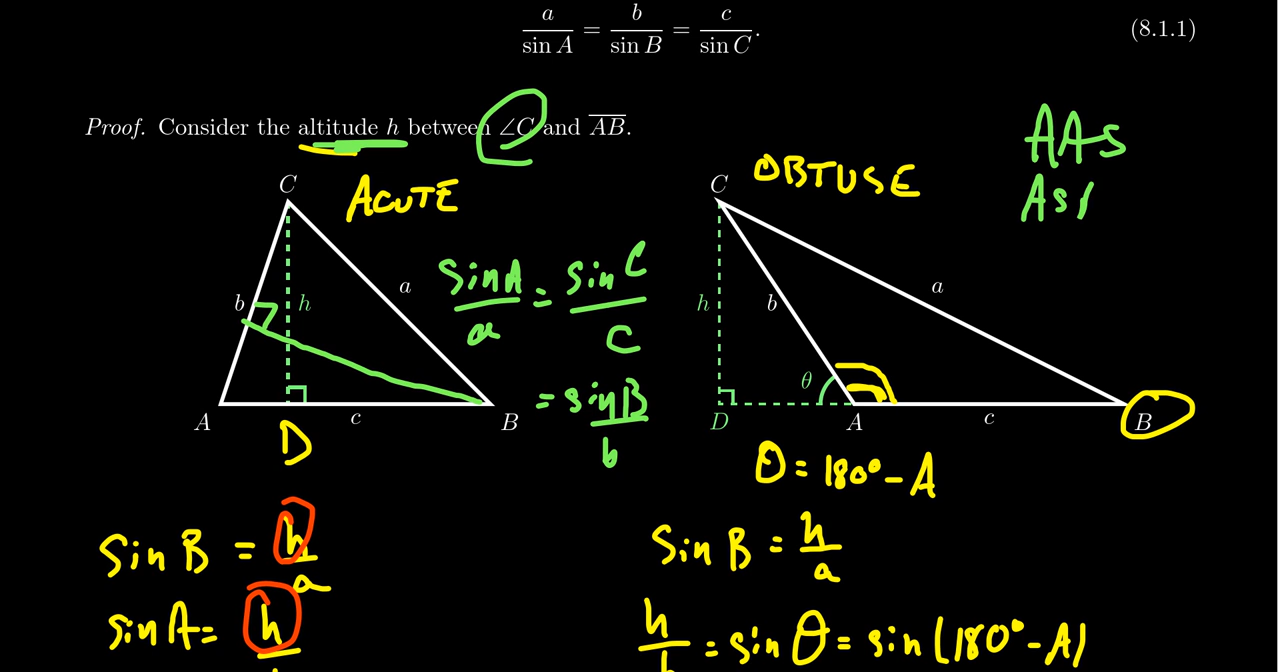 a/sin A = b/sin B = c/sin C. (8.1.1)
Proof. Consider the altitude h between ∠C and AB.
AAS
C ACUTE
C OBTUSE
b h a
sin A/a = sin C/c
= sin B/b
h b a
θ
A c B
D
D A c B
θ = 180° - A
sin B = h/a
sin A = h
sin B = h/a
h/b = sin θ = sin(180° - A)